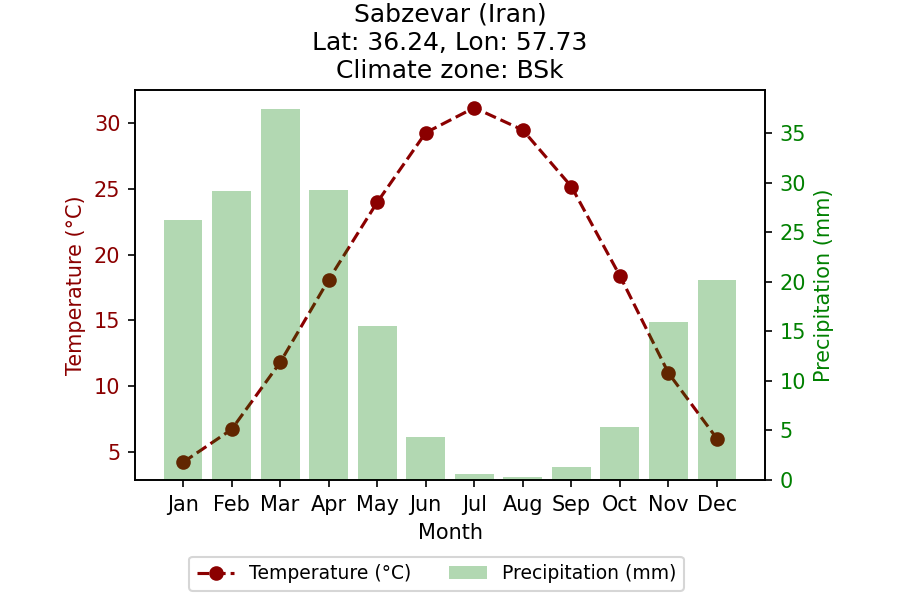 Sabzevar (Iran)
Lat: 36.24, Lon: 57.73
Climate zone: BSk
Temperature (°C)
30
25
20
15
10
5
35
30
25
20
15
10
5
0
Precipitation (mm)
Jan Feb Mar Apr May Jun Jul Aug Sep Oct Nov Dec
Month
Temperature (°C) Precipitation (mm)